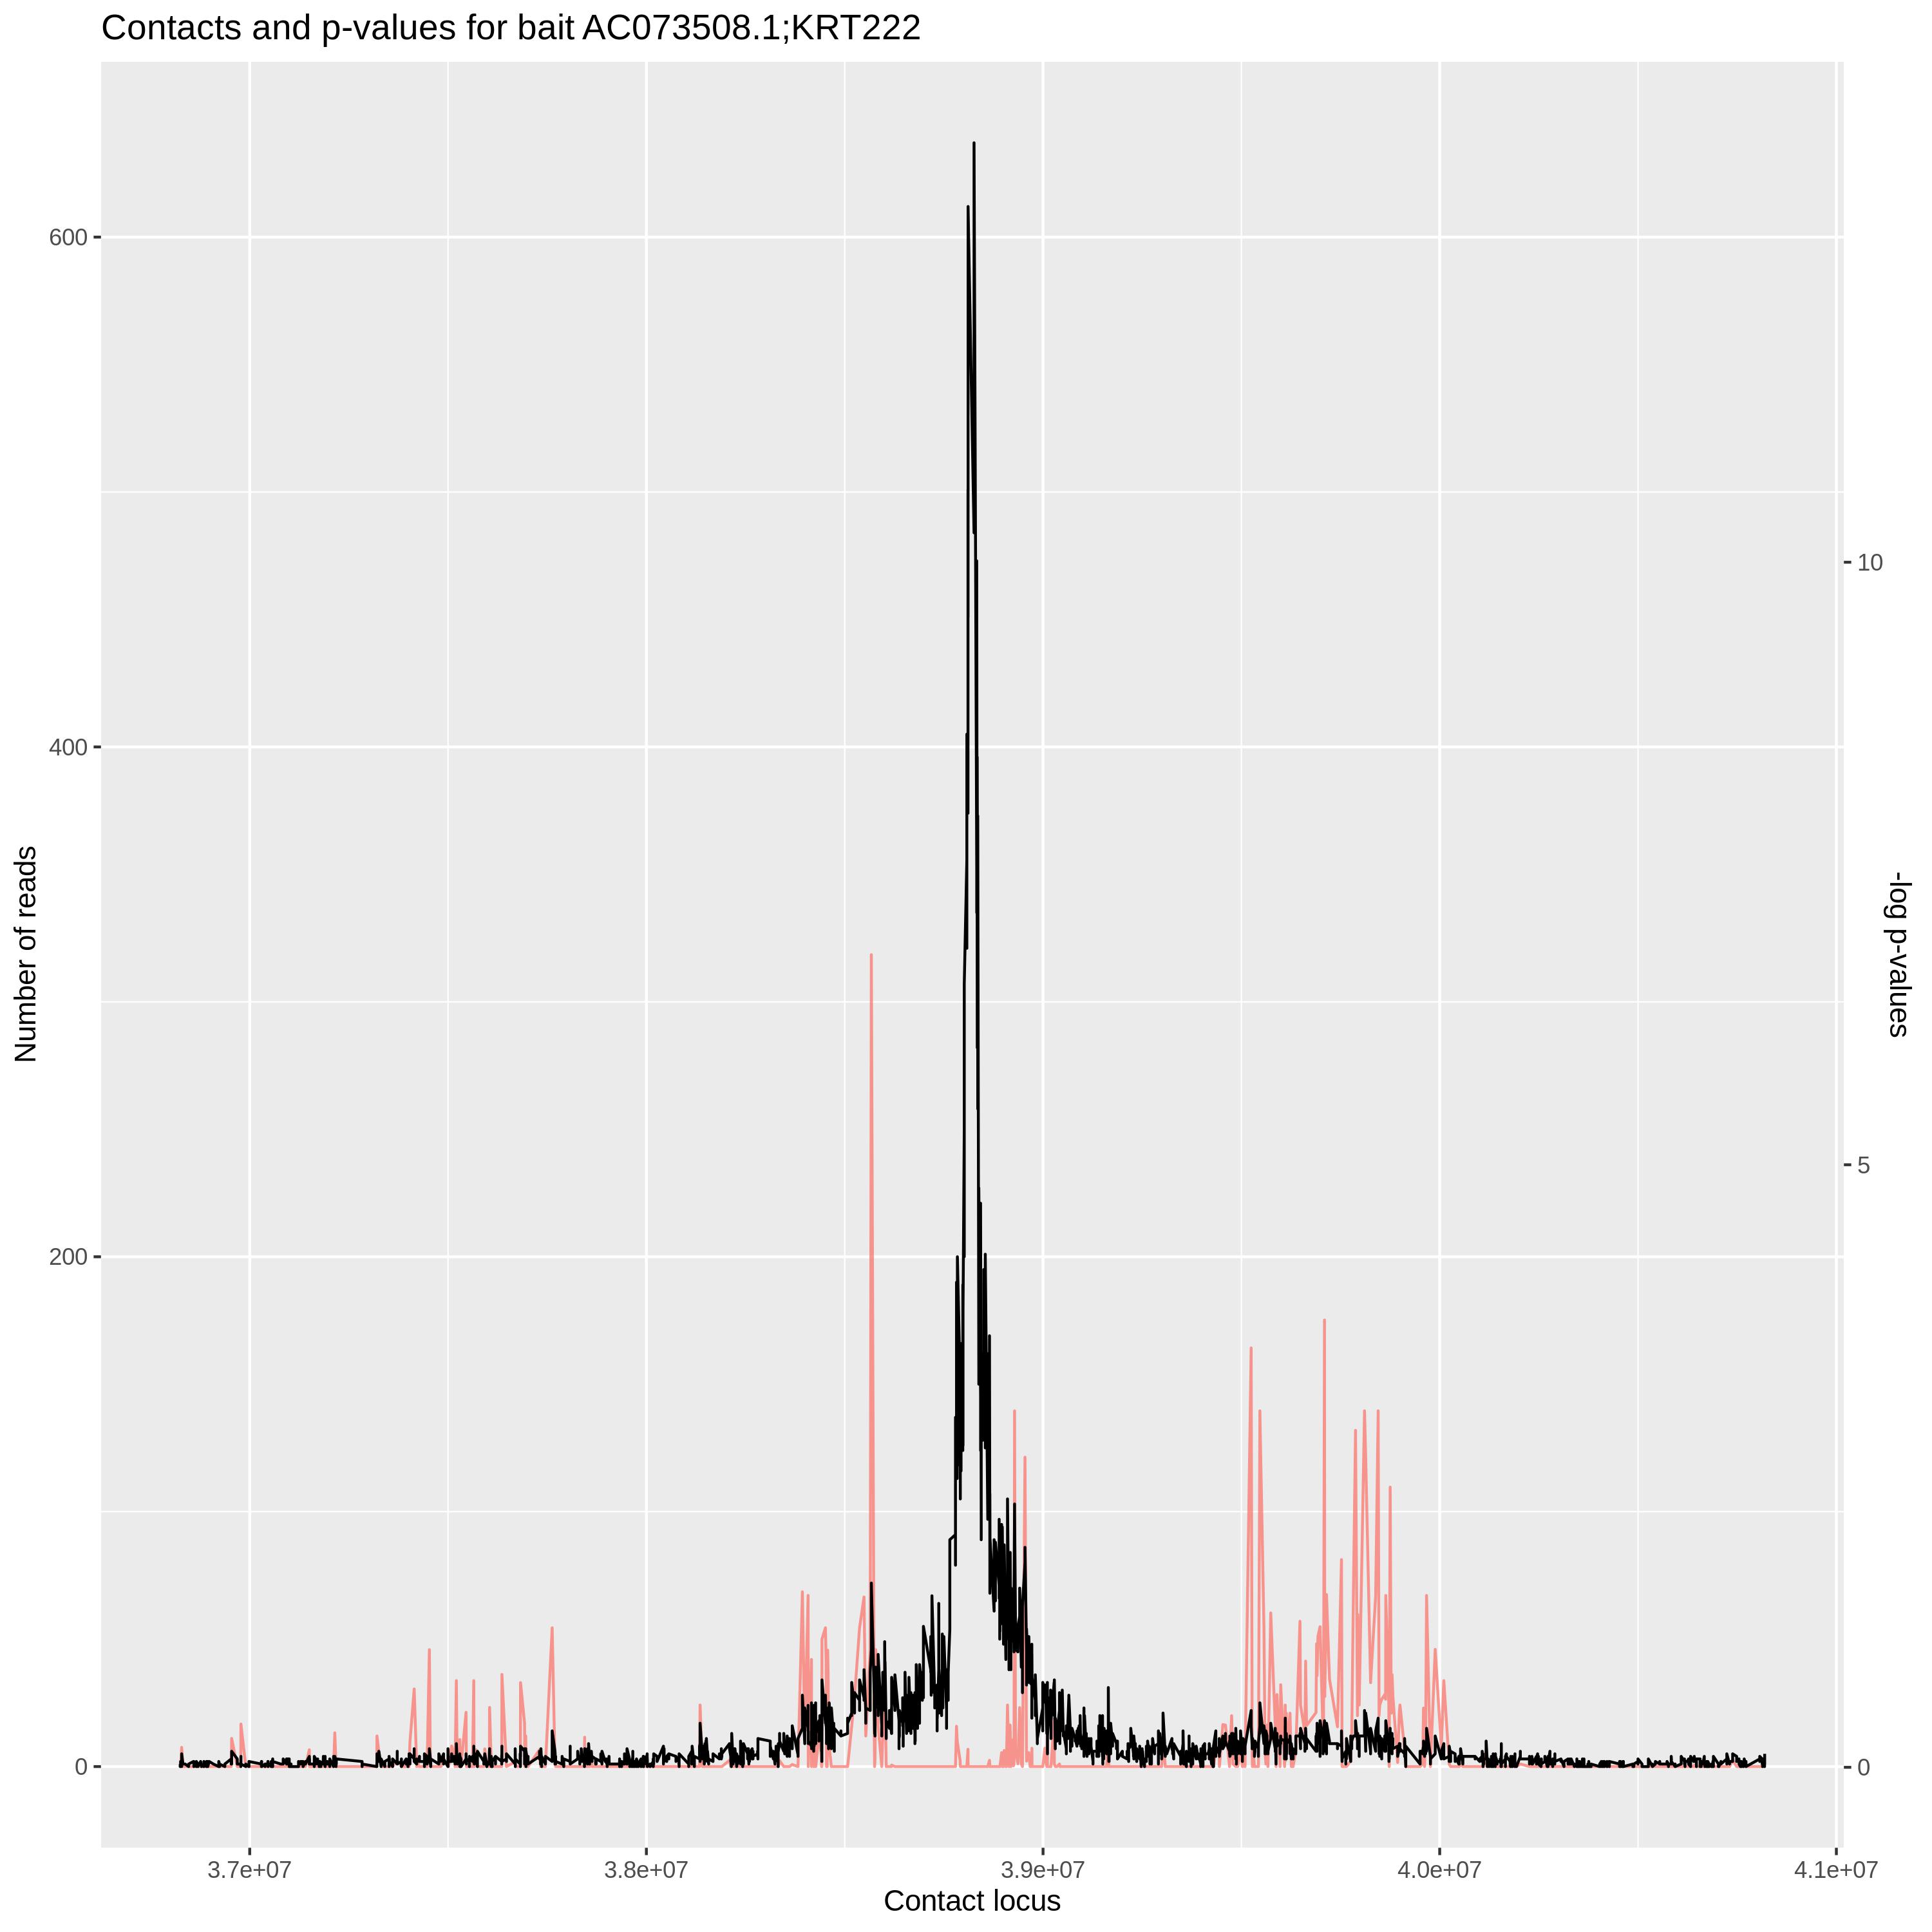 Contacts and p-values for bait AC073508.1;KRT222
600
400
200
0
Number of reads
10
5
0
-log p-values
3.7e+07
3.8e+07
3.9e+07
4.0e+07
4.1e+07
Contact locus